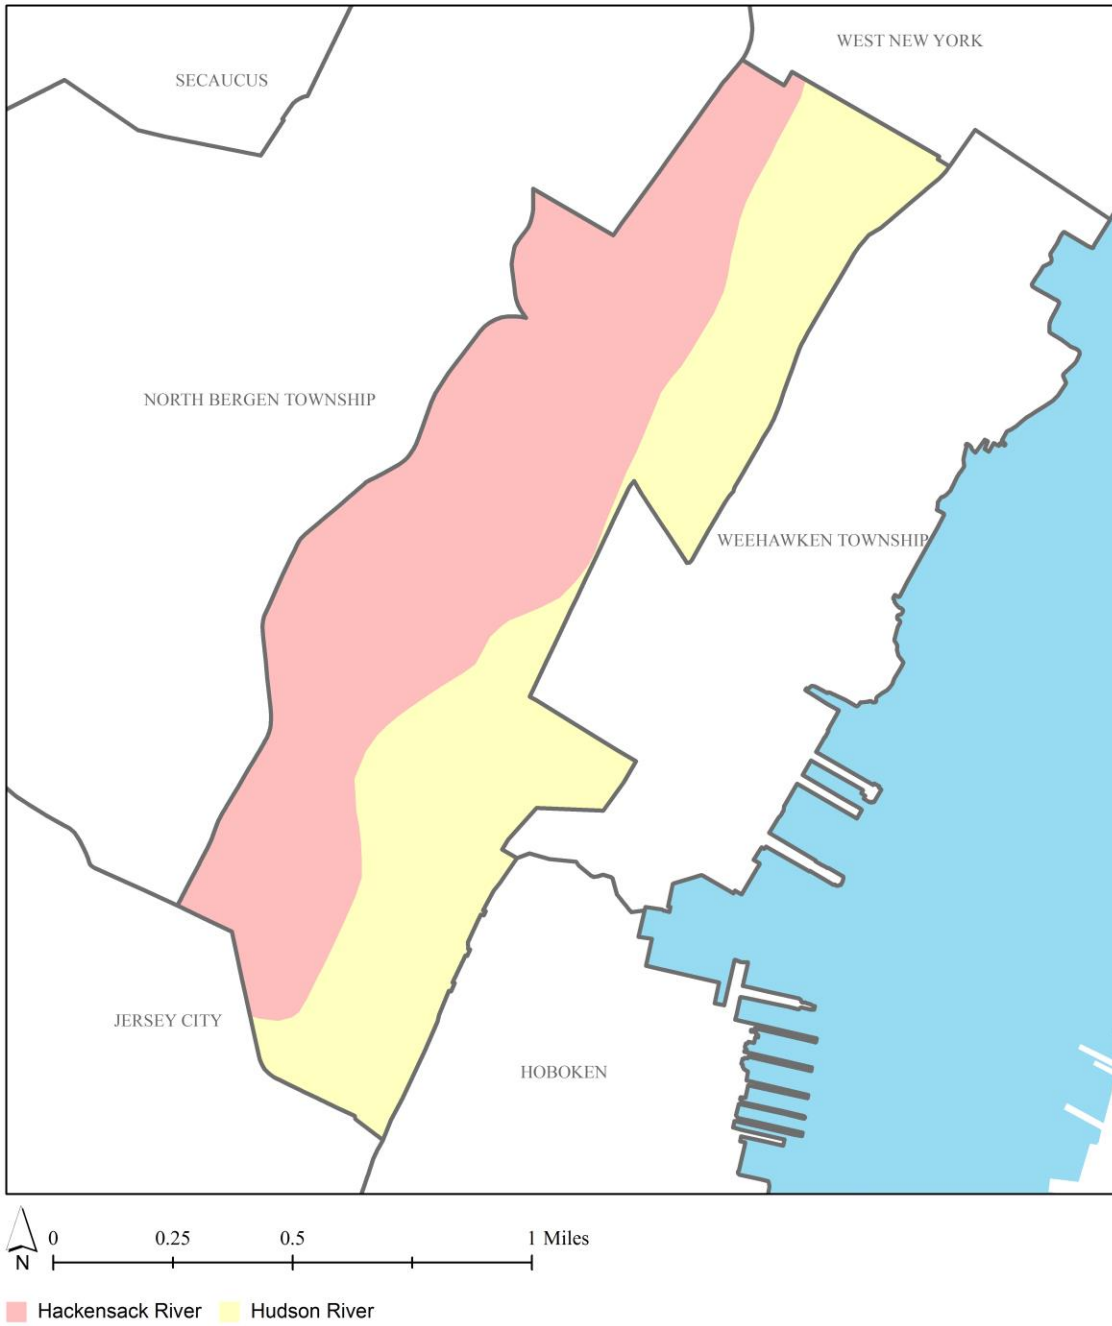 WEST NEW YORK
SECAUCUS
NORTH BERGEN TOWNSHIP
WEEHAWKEN TOWNSHIP
JERSEY CITY
HOBOKEN
N
0 0.25 0.5 1 Miles
Hackensack River Hudson River